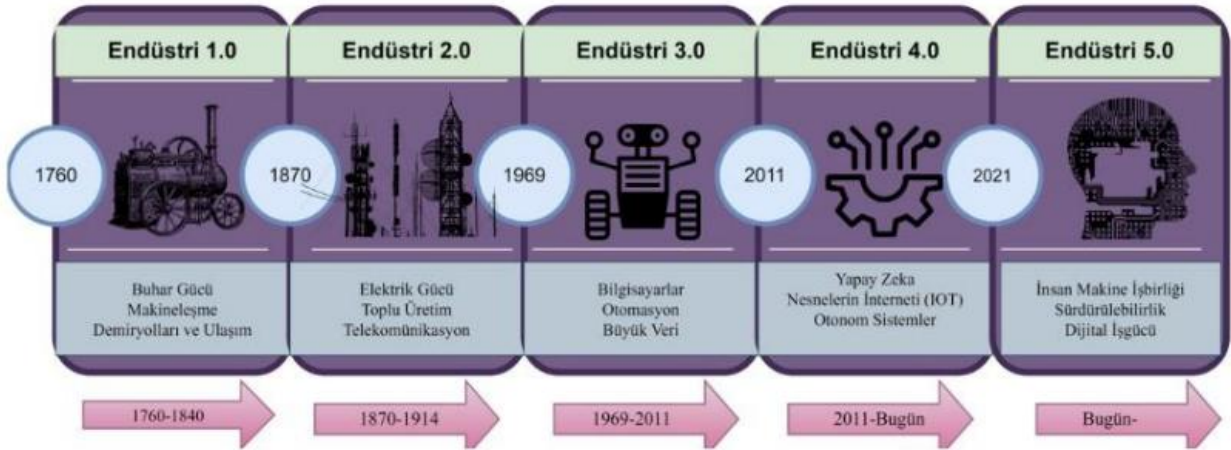 Endüstri 1.0
Endüstri 2.0
Endüstri 3.0
Endüstri 4.0
Endüstri 5.0
1760
1870
1969
2011
2021
Buhar Gücü
Makineleşme
Demiryolları ve Ulaşım
Elektrik Gücü
Toplu Üretim
Telekomünikasyon
Bilgisayarlar
Otomasyon
Büyük Veri
Yapay Zeka
Nesnelerin İnterneti (IOT)
Otonom Sistemler
İnsan Makine İşbirliği
Sürdürülebilirlik
Dijital İşgücü
1760-1840
1870-1914
1969-2011
2011-Bugün
Bugün-